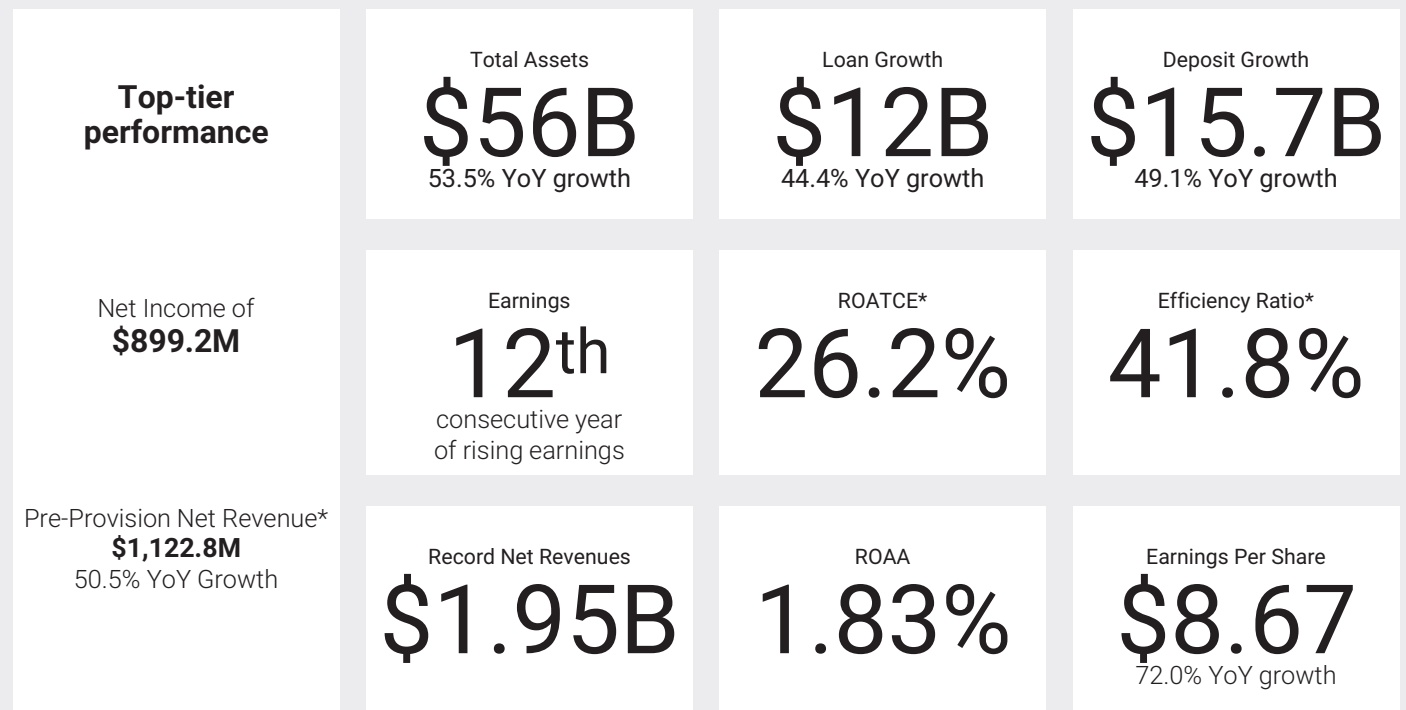 Top-tier
performance
Net Income of
$899.2M
Pre-Provision Net Revenue*
$1,122.8M
50.5% YoY Growth
Total Assets
$56B
53.5% YoY growth
Loan Growth
$12B
44.4% YoY growth
Deposit Growth
$15.7B
49.1% YoY growth
Earnings
12th
consecutive year
of rising earnings
ROATCE*
26.2%
Efficiency Ratio*
41.8%
Record Net Revenues
$1.95B
ROAA
1.83%
Earnings Per Share
$8.67
72.0% YoY growth